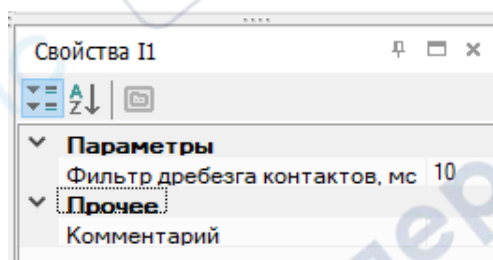 Свойства I1
Параметры
Фильтр дребезга контактов, мс 10
Прочее
Комментарий